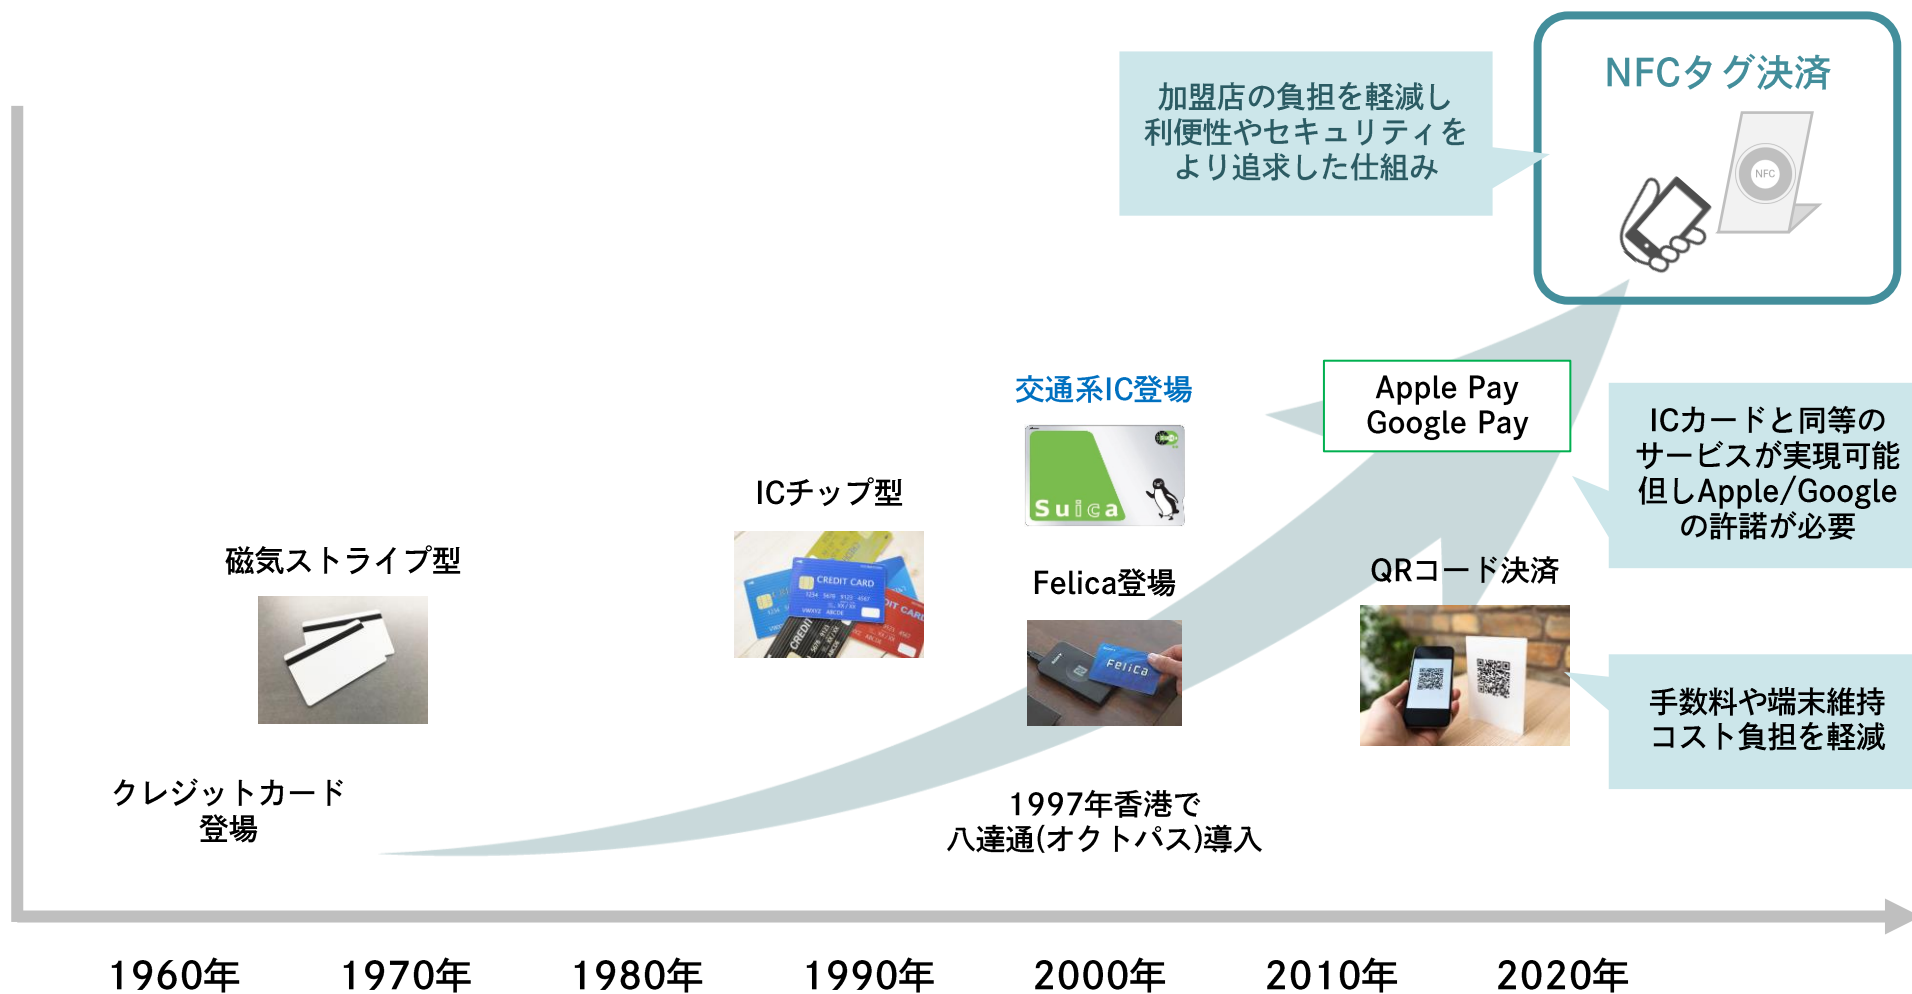 NFCタグ決済
加盟店の負担を軽減し
利便性やセキュリティを
より追求した仕組み
NFC
交通系IC登場
Suica
Apple Pay
Google Pay
ICカードと同等の
サービスが実現可能
但しApple/Google
の許諾が必要
ICチップ型
CREDIT CARD
1234 5678 9123 4567
VWXYZ ABCDE
磁気ストライプ型
Felica登場
FeliCa
QRコード決済
手数料や端末維持
コスト負担を軽減
クレジットカード
登場
1997年香港で
八達通(オクトパス)導入
1960年
1970年
1980年
1990年
2000年
2010年
2020年